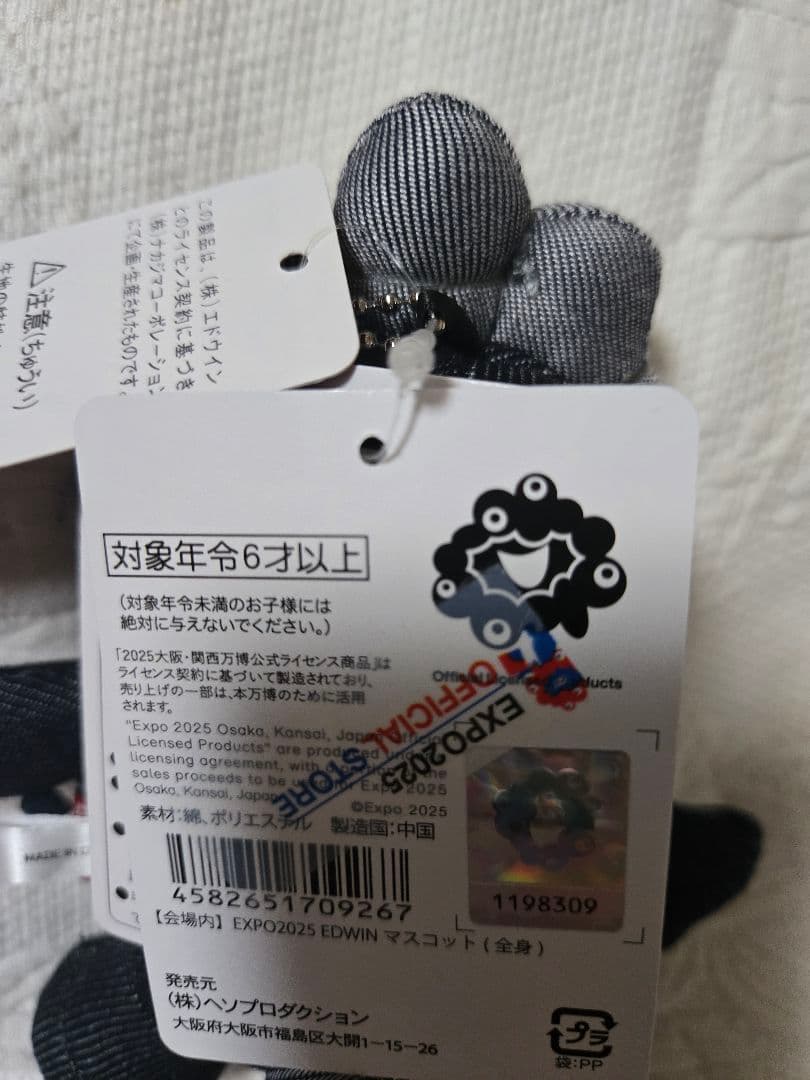 この製品は、(株)エドウイン
とのライセンス契約に基づき
(株)ナカジマコーポレーション
にて企画・生産されたものです。
注意(ちゅうい)
対象年令6才以上
(対象年令未満のお子様には
絶対に与えないでください。)
「2025大阪・関西万博公式ライセンス商品」は
ライセンス契約に基づいて製造されており、
売り上げの一部は、本万博のために活用
されます。
"Expo 2025 Osaka, Kansai, Japan Official
Licensed Products" are produced under
licensing agreement, with a the
sales proceeds to be for Expo 2025
Osaka, Kansai, Japan
©Expo 2025
Official Licensed Products
EXPO2025
OFFICIAL STORE
素材:綿、ポリエステル 製造国:中国
4582651709267
1198309
【会場内】EXPO2025 EDWIN マスコット(全身)
発売元
(株)ヘソプロダクション
大阪府大阪市福島区大開1-15-26
プラ
袋:PP
MADE IN